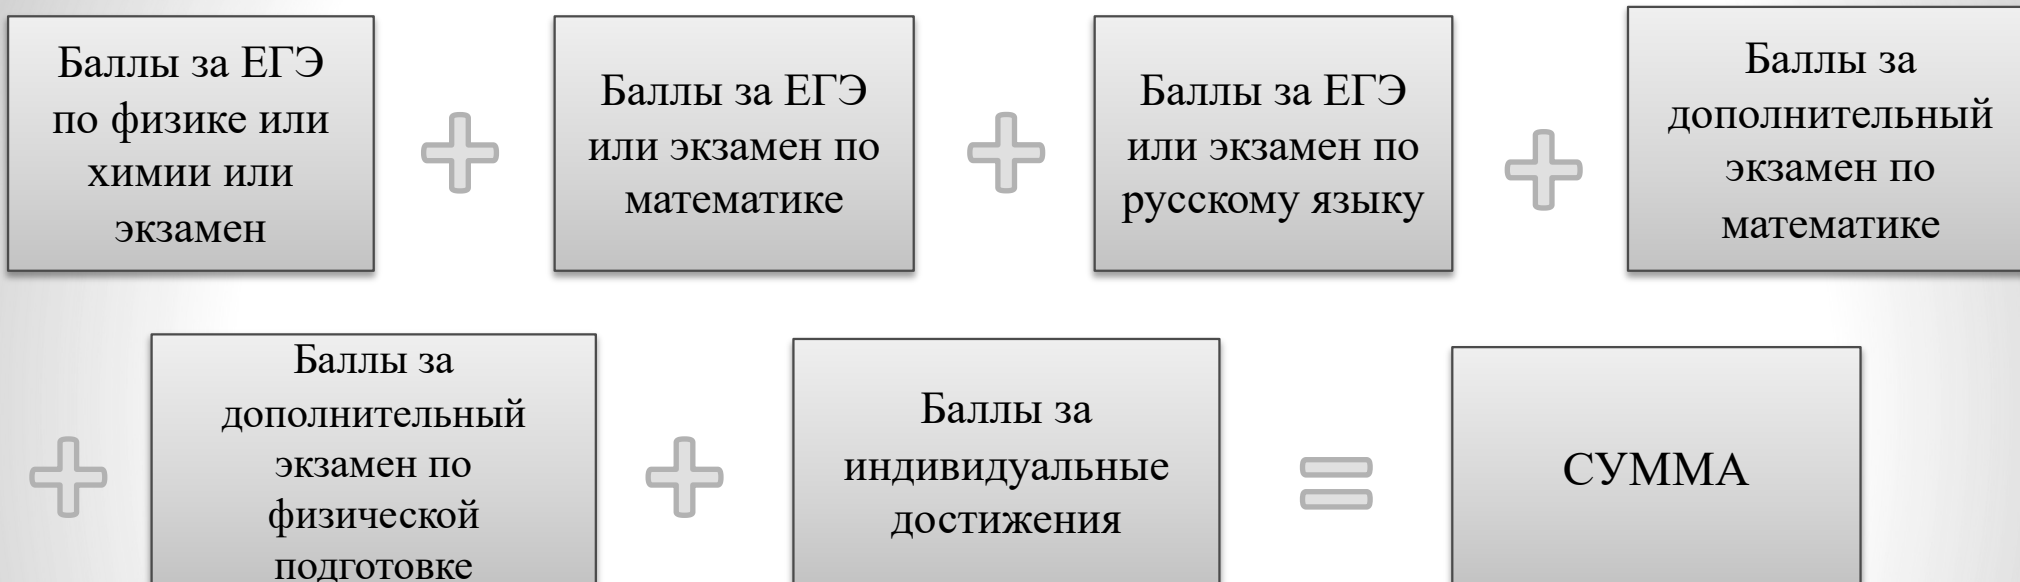 Баллы за ЕГЭ
по физике или
химии или
экзамен
Баллы за ЕГЭ
или экзамен по
математике
Баллы за ЕГЭ
или экзамен по
русскому языку
Баллы за
дополнительный
экзамен по
математике
Баллы за
дополнительный
экзамен по
физической
подготовке
Баллы за
индивидуальные
достижения
СУММА